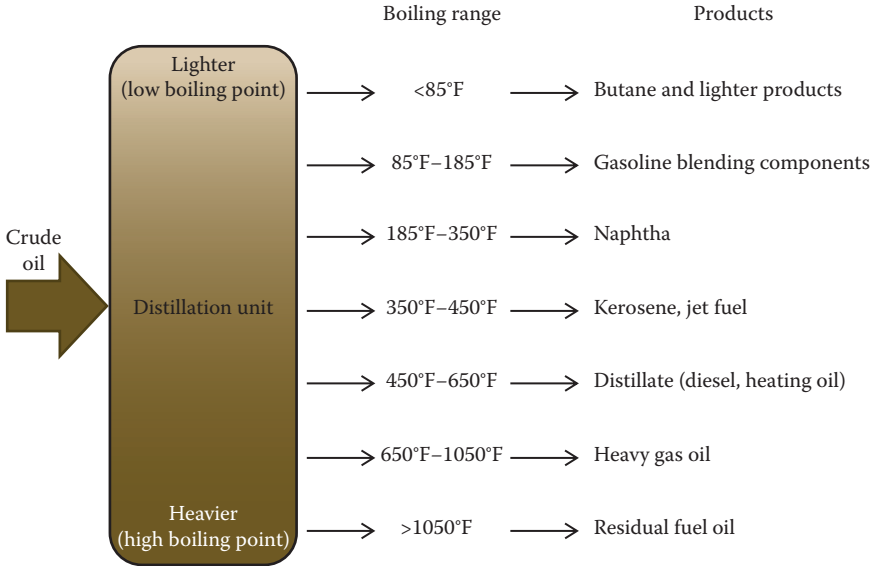 Boiling range
Products
Lighter
(low boiling point)
<85°F
Butane and lighter products
85°F–185°F
Gasoline blending components
Crude
oil
185°F–350°F
Naphtha
Distillation unit
350°F–450°F
Kerosene, jet fuel
450°F–650°F
Distillate (diesel, heating oil)
650°F–1050°F
Heavy gas oil
Heavier
(high boiling point)
>1050°F
Residual fuel oil